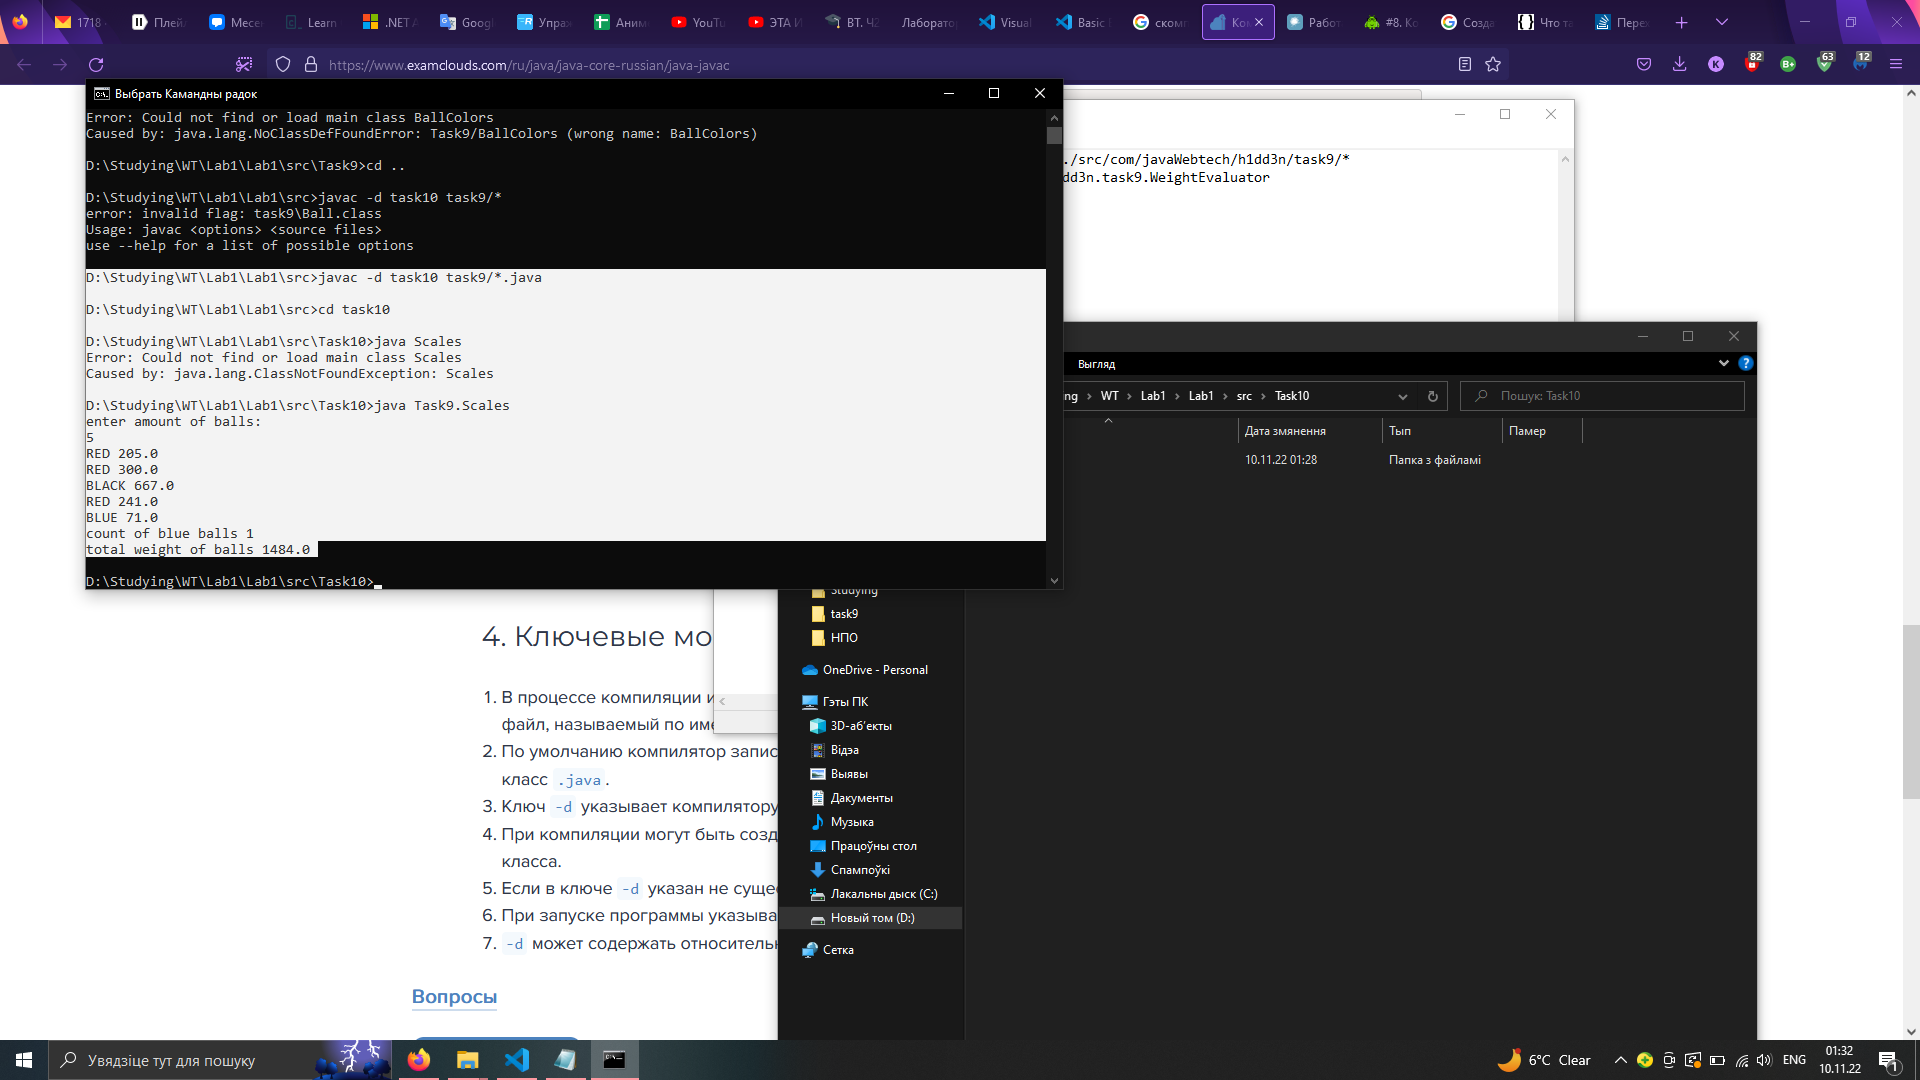 1718 -
Плей
Месе
Learn
.NET
Goog
Упра
Аним
YouTu
ЭТА И
ВТ. Ч2
Лаборато
Visual
Basic
ском
Ко
Работ
#8. Ко
Созда
Что та
Пере
https://www.examclouds.com/ru/java/java-core-russian/java-javac
82
63
12
Выбрать Камандны радок
Error: Could not find or load main class BallColors
Caused by: java.lang.NoClassDefFoundError: Task9/BallColors (wrong name: BallColors)
D:\Studying\WT\Lab1\Lab1\src\Task9>cd ..
D:\Studying\WT\Lab1\Lab1\src>javac -d task10 task9/*
error: invalid flag: task9\Ball.class
Usage: javac <options> <source files>
use --help for a list of possible options
D:\Studying\WT\Lab1\Lab1\src>javac -d task10 task9/*.java
D:\Studying\WT\Lab1\Lab1\src>cd task10
D:\Studying\WT\Lab1\Lab1\src\Task10>java Scales
Error: Could not find or load main class Scales
Caused by: java.lang.ClassNotFoundException: Scales
D:\Studying\WT\Lab1\Lab1\src\Task10>java Task9.Scales
enter amount of balls:
5
RED 205.0
RED 300.0
BLACK 667.0
RED 241.0
BLUE 71.0
count of blue balls 1
total weight of balls 1484.0
D:\Studying\WT\Lab1\Lab1\src\Task10>
./src/com/javaWebtech/h1dd3n/task9/*
dd3n.task9.WeightEvaluator
Выгляд
ng › WT › Lab1 › Lab1 › src › Task10
Пошук: Task10
Дата змянення
Тып
Памер
10.11.22 01:28
Папка з файламі
Studying
task9
НПО
OneDrive - Personal
Гэты ПК
3D-аб'екты
Відэа
Выявы
Дакументы
Музыка
Працоўны стол
Спампоўкі
Лакальны дыск (C:)
Новый том (D:)
Сетка
4. Ключевые мо
1. В процессе компиляции и
файл, называемый по име
2. По умолчанию компилятор запис
класс .java.
3. Ключ -d указывает компилятору
4. При компиляции могут быть созд
класса.
5. Если в ключе -d указан не суще
6. При запуске программы указыва
7. -d может содержать относитель
Вопросы
Увядзіце тут для пошуку
6°C Clear
ENG
01:32
10.11.22
1